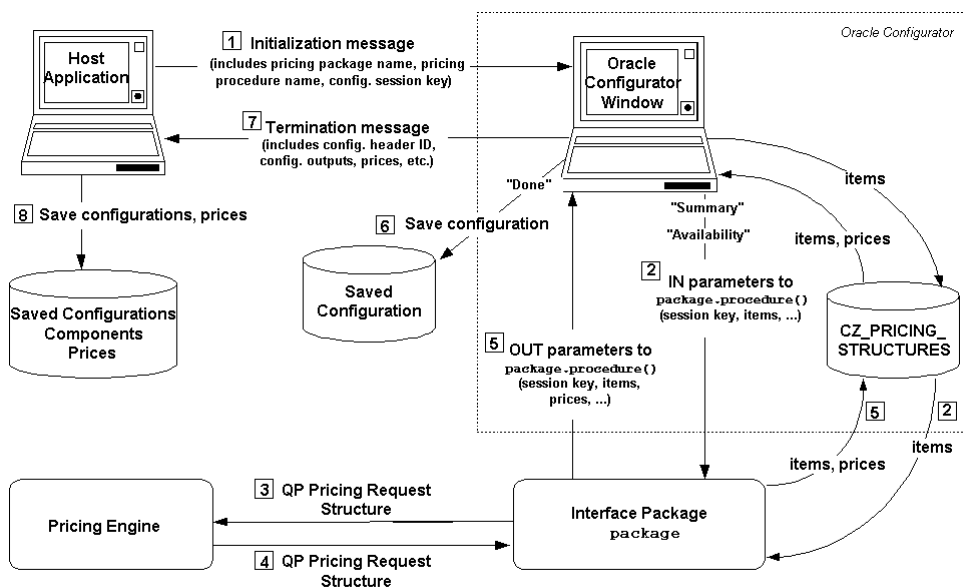 Oracle Configurator
Host
Application
1 Initialization message
(includes pricing package name, pricing
procedure name, config. session key)
Oracle
Configurator
Window
7 Termination message
(includes config. header ID,
config. outputs, prices, etc.)
"Done"
items
8 Save configurations, prices
6 Save configuration
"Summary"
"Availability"
items, prices
2 IN parameters to
package.procedure()
(session key, items, ...)
Saved Configurations
Components
Prices
Saved
Configuration
CZ_PRICING_
STRUCTURES
5 OUT parameters to
package.procedure()
(session key, items,
prices, ...)
5
2
items
items, prices
3 QP Pricing Request
Structure
Pricing Engine
Interface Package
package
4 QP Pricing Request
Structure